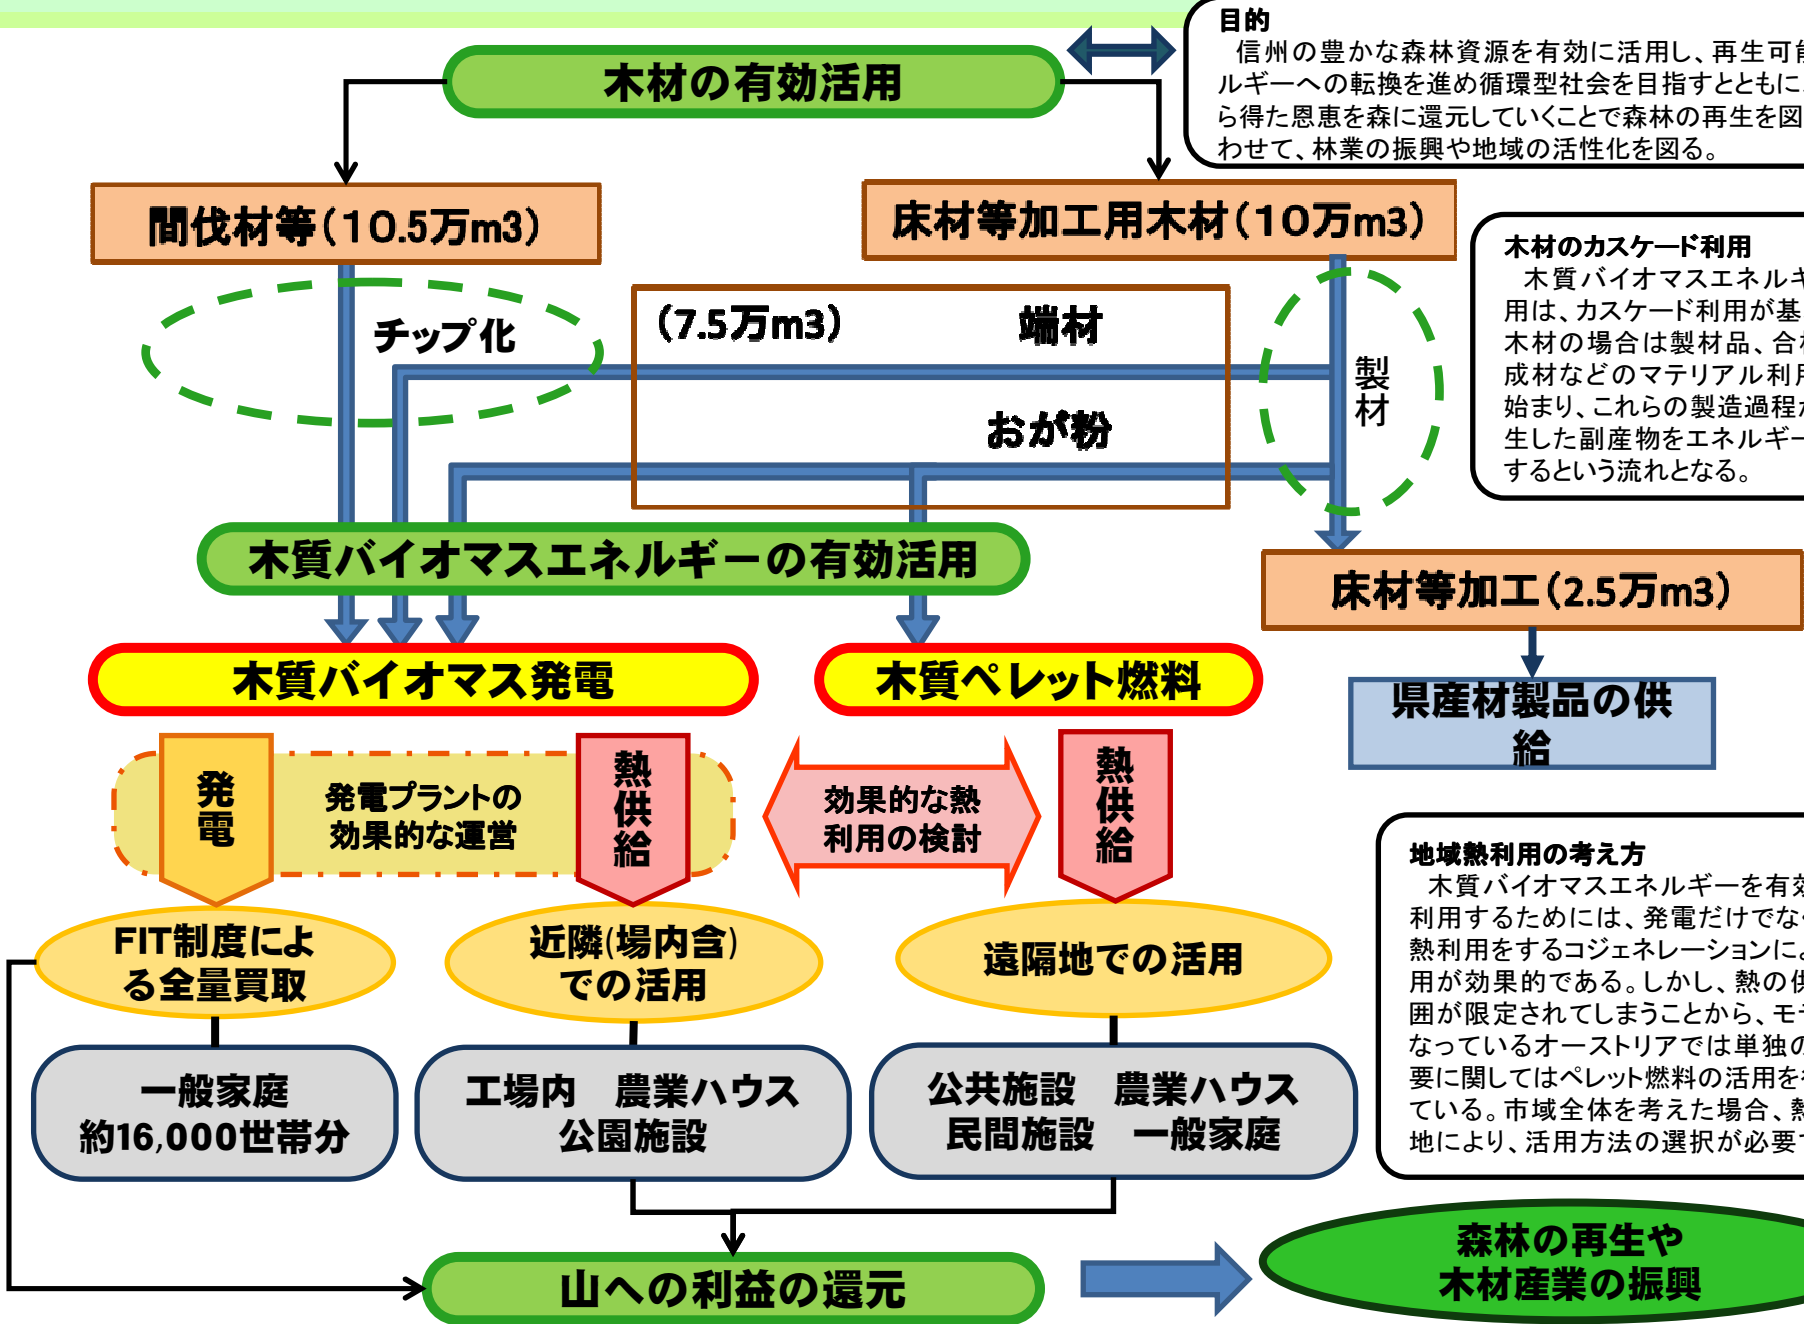 木材の有効活用
目的
信州の豊かな森林資源を有効に活用し、再生可能
ルギーへの転換を進め循環型社会を目指すとともに、
ら得た恩恵を森に還元していくことで森林の再生を図
わせて、林業の振興や地域の活性化を図る。
間伐材等(10.5万m3)
床材等加工用木材(10万m3)
木材のカスケード利用
木質バイオマスエネルギ
用は、カスケード利用が基
木材の場合は製材品、合
成材などのマテリアル利用
始まり、これらの製造過程
生した副産物をエネルギー
するという流れとなる。
チップ化
(7.5万m3) 端材
おが粉
製材
木質バイオマスエネルギーの有効活用
床材等加工(2.5万m3)
木質バイオマス発電
木質ペレット燃料
県産材製品の供
給
発電
発電プラントの
効果的な運営
熱供給
効果的な熱
利用の検討
熱供給
地域熱利用の考え方
木質バイオマスエネルギーを有効
利用するためには、発電だけでな
熱利用をするコジェネレーションに
用が効果的である。しかし、熱の供
囲が限定されてしまうことから、モデ
なっているオーストリアでは単独の
要に関してはペレット燃料の活用を
ている。市域全体を考えた場合、熱
地により、活用方法の選択が必要
FIT制度によ
る全量買取
近隣(場内含)
での活用
遠隔地での活用
一般家庭
約16,000世帯分
工場内 農業ハウス
公園施設
公共施設 農業ハウス
民間施設 一般家庭
山への利益の還元
森林の再生や
木材産業の振興